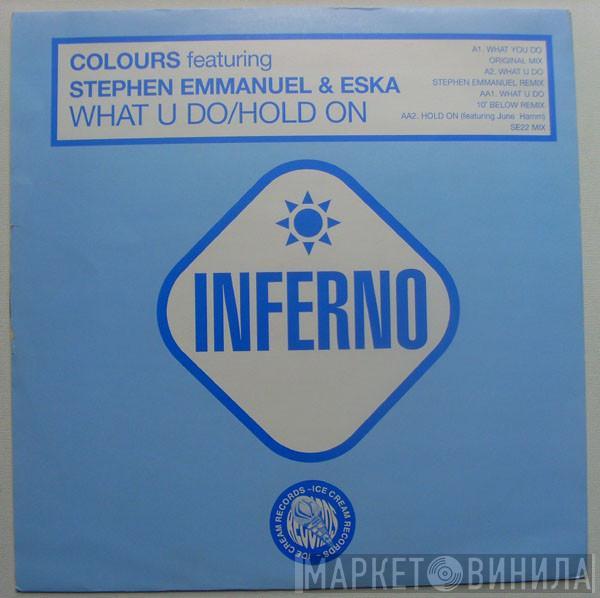 COLOURS featuring
STEPHEN EMMANUEL & ESKA
WHAT U DO/HOLD ON
A1. WHAT YOU DO
ORIGINAL MIX
A2. WHAT U DO
STEPHEN EMMANUEL REMIX
AA1. WHAT U DO
10˚ BELOW REMIX
AA2. HOLD ON (featuring June Hamm)
SE22 MIX
INFERNO
ICE CREAM RECORDS – ICE CREAM RECORDS –
RECORDS
МАРКЕТ ВИНИЛА